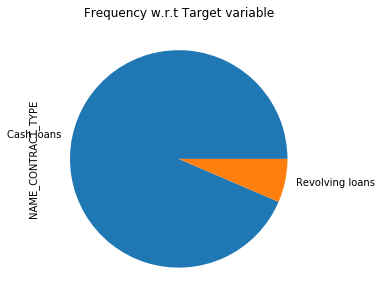 Frequency w.r.t Target variable
Cash loans
NAME_CONTRACT_TYPE
Revolving loans